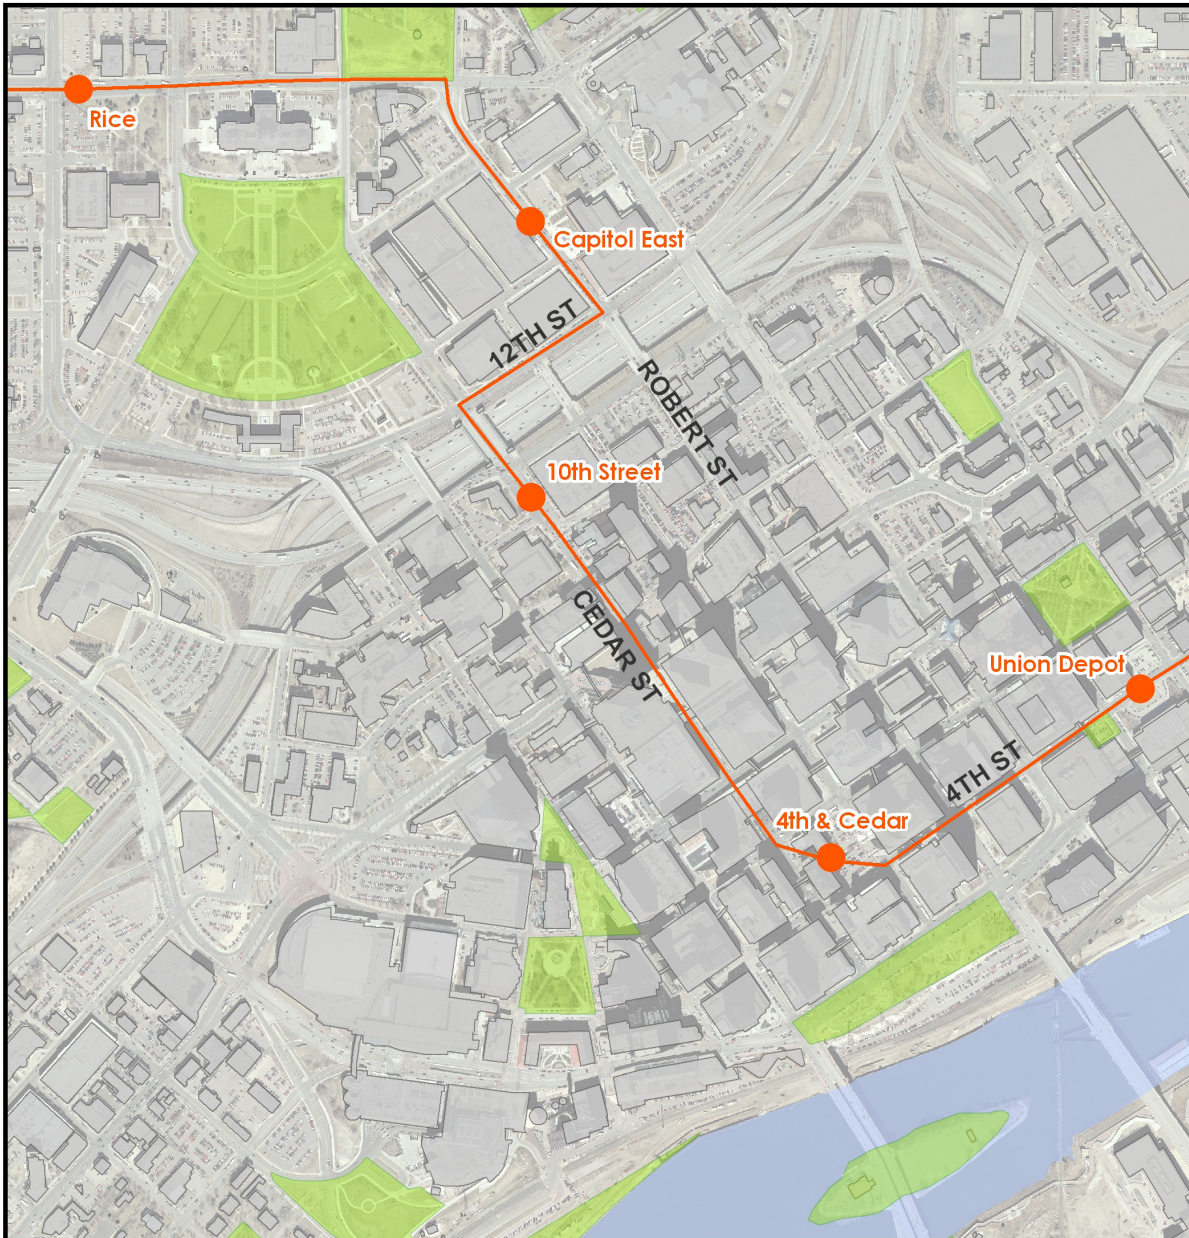 Rice
Capitol East
12TH ST
ROBERT ST
10th Street
CEDAR ST
Union Depot
4TH ST
4th & Cedar